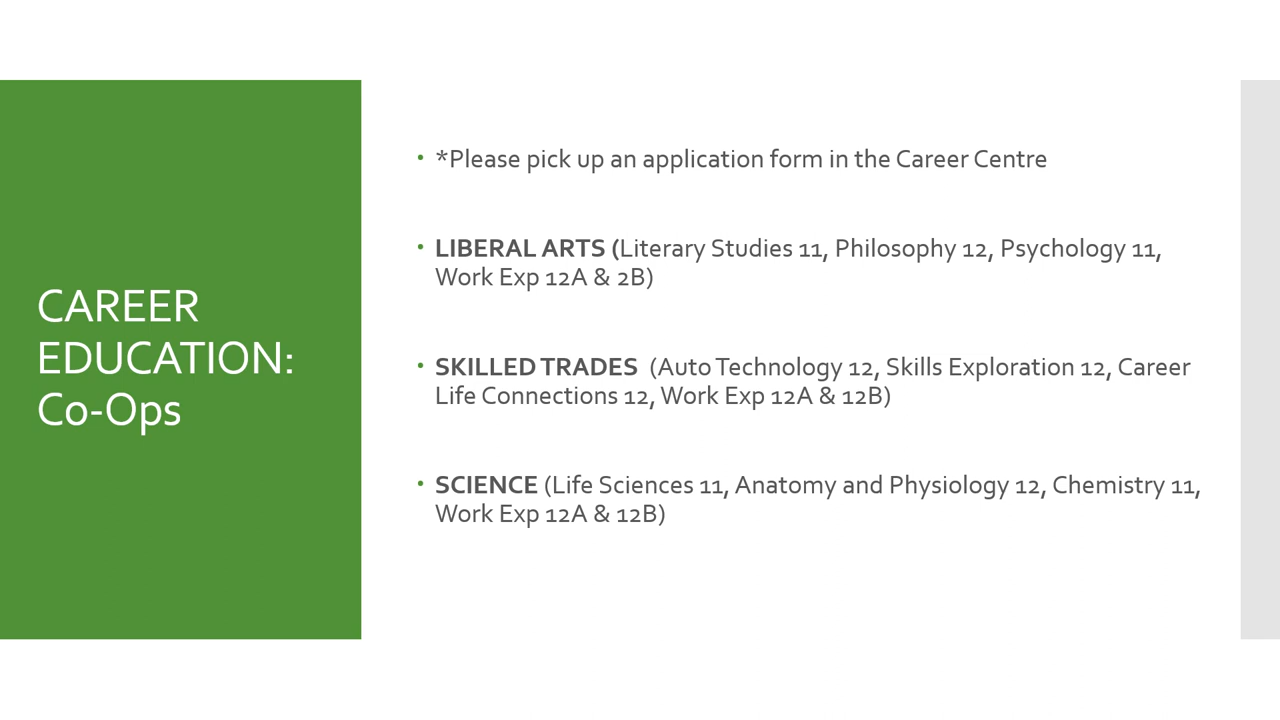 CAREER
EDUCATION:
Co-Ops
• *Please pick up an application form in the Career Centre
• LIBERAL ARTS (Literary Studies 11, Philosophy 12, Psychology 11,
Work Exp 12A & 2B)
• SKILLED TRADES (Auto Technology 12, Skills Exploration 12, Career
Life Connections 12, Work Exp 12A & 12B)
• SCIENCE (Life Sciences 11, Anatomy and Physiology 12, Chemistry 11,
Work Exp 12A & 12B)